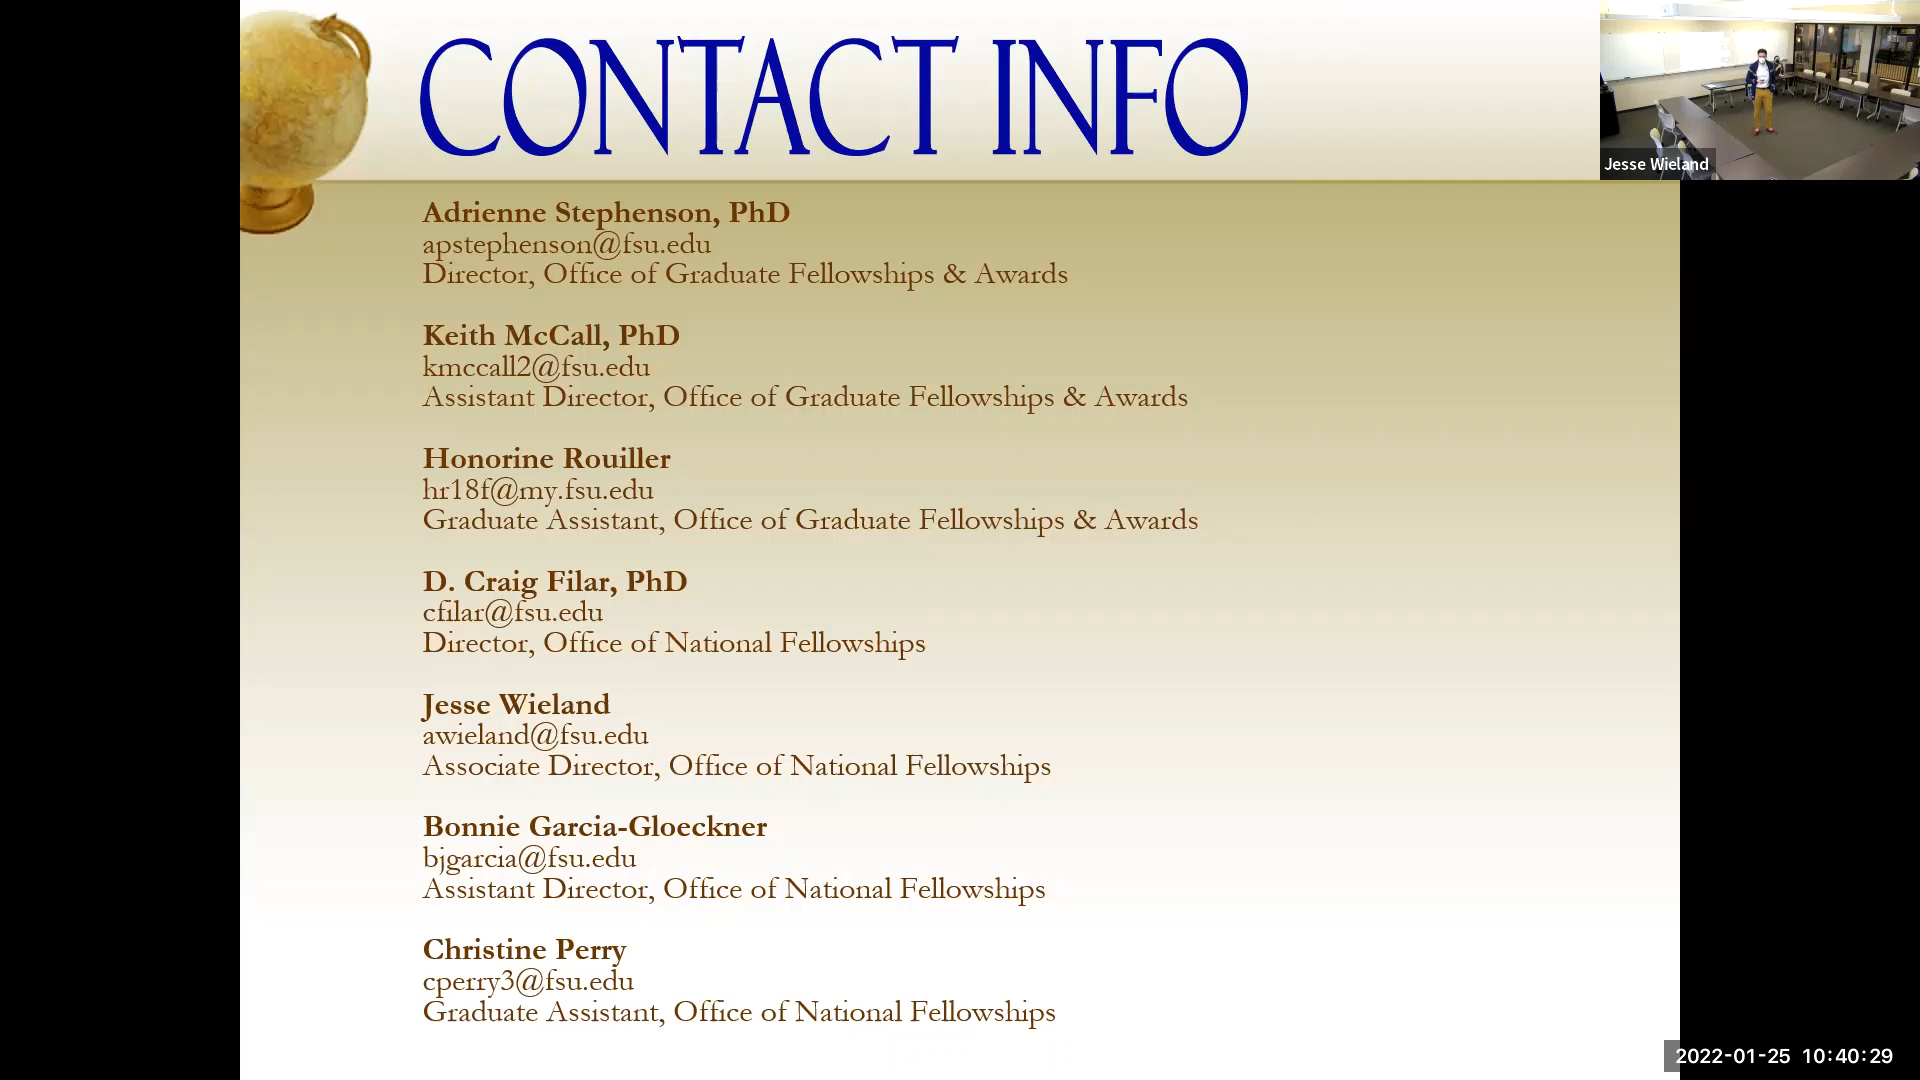 CONTACT INFO
Jesse Wieland
Adrienne Stephenson, PhD
apstephenson@fsu.edu
Director, Office of Graduate Fellowships & Awards
Keith McCall, PhD
kmccall2@fsu.edu
Assistant Director, Office of Graduate Fellowships & Awards
Honorine Rouiller
hr18f@my.fsu.edu
Graduate Assistant, Office of Graduate Fellowships & Awards
D. Craig Filar, PhD
cfilar@fsu.edu
Director, Office of National Fellowships
Jesse Wieland
awieland@fsu.edu
Associate Director, Office of National Fellowships
Bonnie Garcia-Gloeckner
bjgarcia@fsu.edu
Assistant Director, Office of National Fellowships
Christine Perry
cperry3@fsu.edu
Graduate Assistant, Office of National Fellowships
2022-01-25 10:40:29